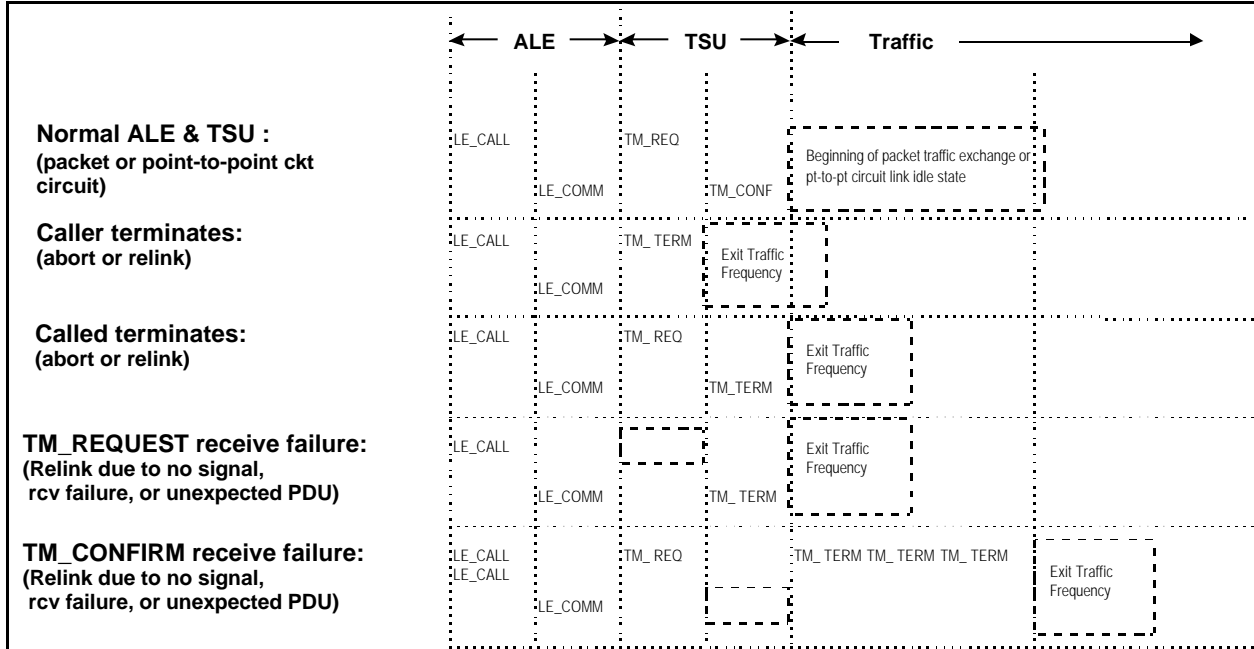 ALE TSU Traffic
Normal ALE & TSU :
(packet or point-to-point ckt
circuit)
LE_CALL TM_REQ
Beginning of packet traffic exchange or
pt-to-pt circuit link idle state
LE_COMM TM_CONF
Caller terminates:
(abort or relink)
LE_CALL TM_ TERM
Exit Traffic
Frequency
LE_COMM
Called terminates:
(abort or relink)
LE_CALL TM_ REQ
Exit Traffic
Frequency
LE_COMM TM_TERM
TM_REQUEST receive failure:
(Relink due to no signal,
rcv failure, or unexpected PDU)
LE_CALL
Exit Traffic
Frequency
LE_COMM TM_ TERM
TM_CONFIRM receive failure:
(Relink due to no signal,
rcv failure, or unexpected PDU)
LE_CALL TM_ REQ TM_ TERM TM_ TERM TM_ TERM
LE_CALL
Exit Traffic
Frequency
LE_COMM